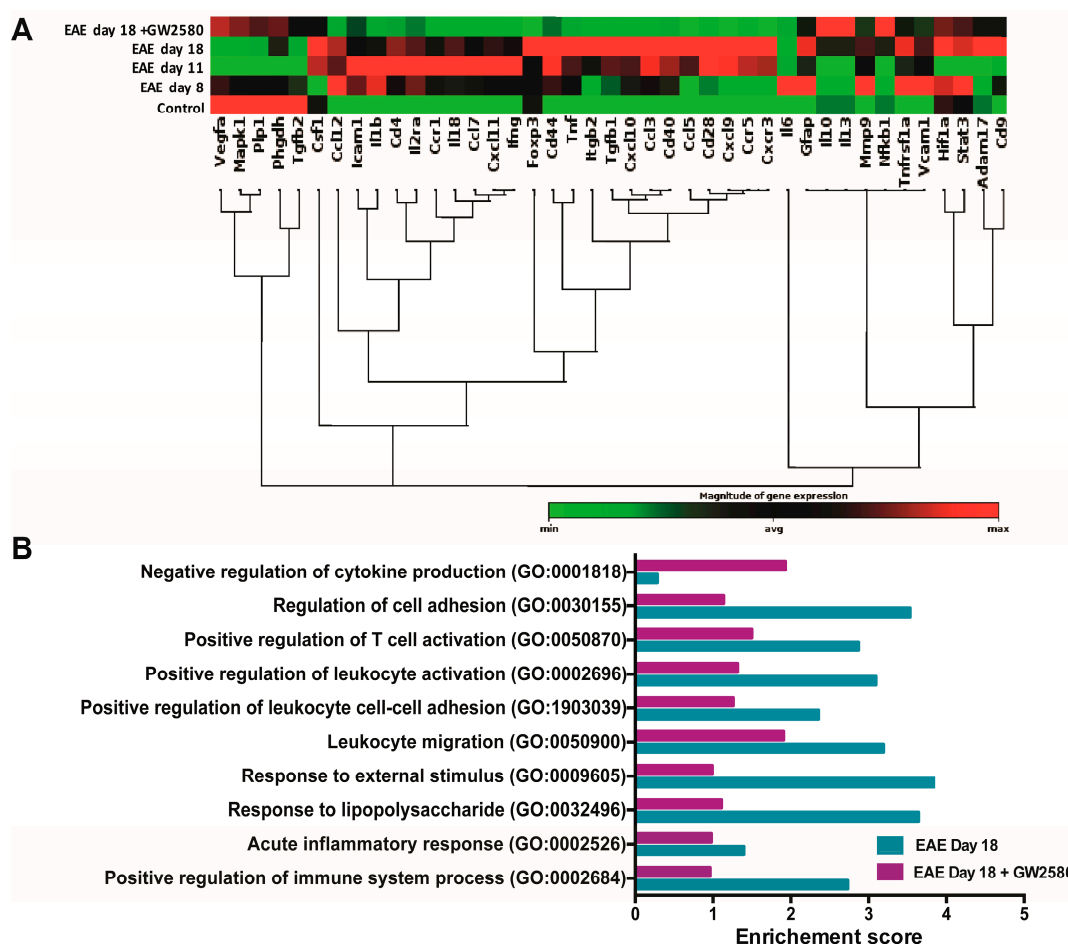 A
EAE day 18 +GW2580
EAE day 18
EAE day 11
EAE day 8
Control
Vegfa Mapk1 Plp1 Phgdh Tgfb2 Csf1 Ccl12 Icam1 Il1b Cd4 Il2ra Ccr1 Il18 Ccl7 Cxcl11 Ifng Foxp3 Cd44 Tnf Itgb2 Tgfb1 Cxcl10 Ccl3 Cd40 Ccl5 Cd28 Cxcl9 Ccr5 Cxcr3 Il6 Gfap Il10 Il13 Mmp9 Nfkb1 Tnfrsf1a Vcam1 Hif1a Stat3 Adam17 Cd9
Magnitude of gene expression
min avg max
B
Negative regulation of cytokine production (GO:0001818)
Regulation of cell adhesion (GO:0030155)
Positive regulation of T cell activation (GO:0050870)
Positive regulation of leukocyte activation (GO:0002696)
Positive regulation of leukocyte cell-cell adhesion (GO:1903039)
Leukocyte migration (GO:0050900)
Response to external stimulus (GO:0009605)
Response to lipopolysaccharide (GO:0032496)
Acute inflammatory response (GO:0002526)
Positive regulation of immune system process (GO:0002684)
EAE Day 18
EAE Day 18 + GW2580
0 1 2 3 4 5
Enrichement score